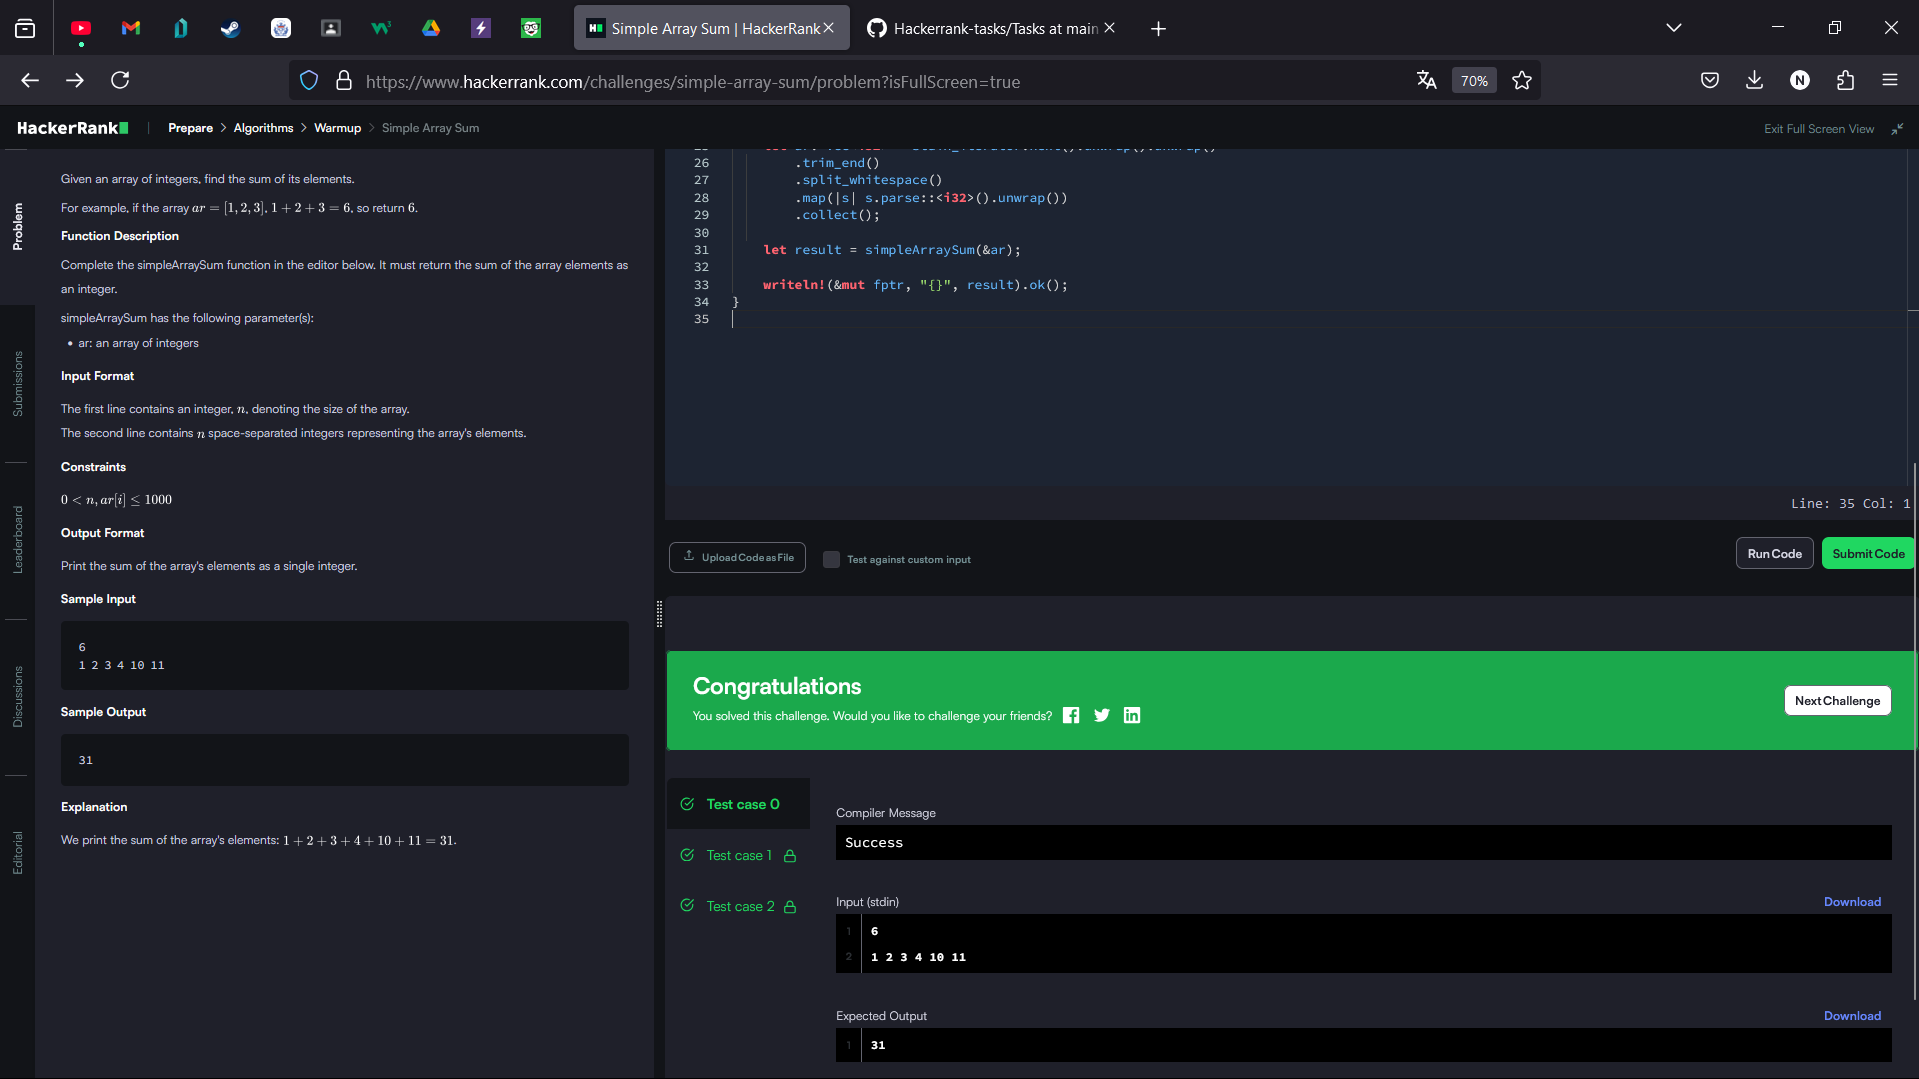 Simple Array Sum | HackerRank
Hackerrank-tasks/Tasks at main
https://www.hackerrank.com/challenges/simple-array-sum/problem?isFullScreen=true
70%
N
HackerRank
Prepare > Algorithms > Warmup > Simple Array Sum
Exit Full Screen View
Problem
Submissions
Leaderboard
Discussions
Editorial
Given an array of integers, find the sum of its elements.
For example, if the array ar = [1, 2, 3], 1 + 2 + 3 = 6, so return 6.
Function Description
Complete the simpleArraySum function in the editor below. It must return the sum of the array elements as
an integer.
simpleArraySum has the following parameter(s):
• ar: an array of integers
Input Format
The first line contains an integer, n, denoting the size of the array.
The second line contains n space-separated integers representing the array's elements.
Constraints
0 < n, ar[i] ≤ 1000
Output Format
Print the sum of the array's elements as a single integer.
Sample Input
6
1 2 3 4 10 11
Sample Output
31
Explanation
We print the sum of the array's elements: 1 + 2 + 3 + 4 + 10 + 11 = 31.
26 .trim_end()
27 .split_whitespace()
28 .map(|s| s.parse::<i32>().unwrap())
29 .collect();
30
31 let result = simpleArraySum(&ar);
32
33 writeln!(&mut fptr, "{}", result).ok();
34 }
35
Line: 35 Col: 1
Upload Code as File
Test against custom input
Run Code
Submit Code
Congratulations
You solved this challenge. Would you like to challenge your friends?
Next Challenge
Test case 0
Test case 1
Test case 2
Compiler Message
Success
Input (stdin)
Download
1 6
2 1 2 3 4 10 11
Expected Output
Download
1 31